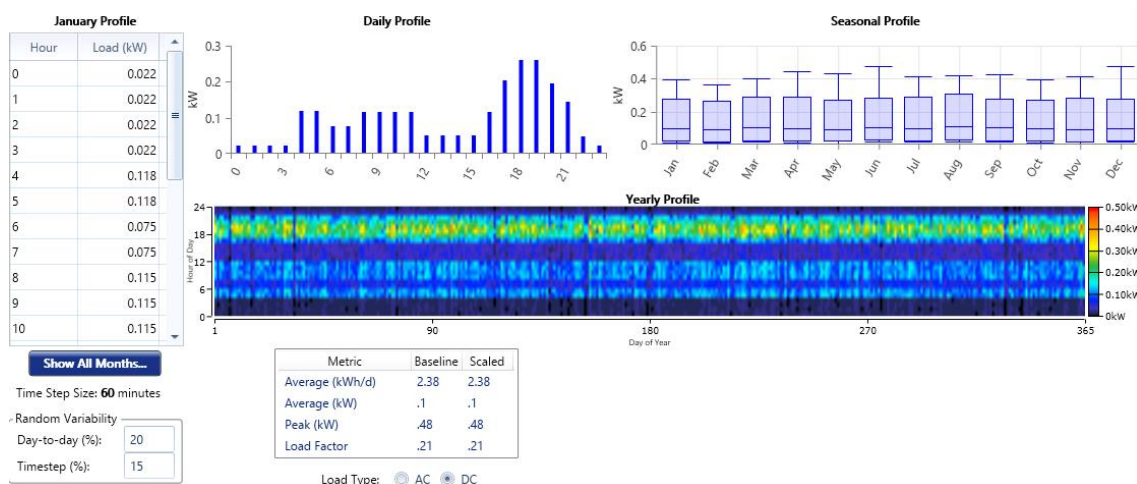 January Profile
Hour Load (kW)
0 0.022
1 0.022
2 0.022
3 0.022
4 0.118
5 0.118
6 0.075
7 0.075
8 0.115
9 0.115
10 0.115
Show All Months...
Time Step Size: 60 minutes
Random Variability
Day-to-day (%): 20
Timestep (%): 15
Daily Profile
kW
0.3
0.2
0.1
0
0 3 6 9 12 15 18 21
Seasonal Profile
kW
0.6
0.4
0.2
0
Jan Feb Mar Apr May Jun Jul Aug Sep Oct Nov Dec
Yearly Profile
Hour of Day
24
18
12
6
0
1 90 180 270 365
Day of Year
0.50kW
0.40kW
0.30kW
0.20kW
0.10kW
0kW
Metric Baseline Scaled
Average (kWh/d) 2.38 2.38
Average (kW) .1 .1
Peak (kW) .48 .48
Load Factor .21 .21
Load Type: AC DC